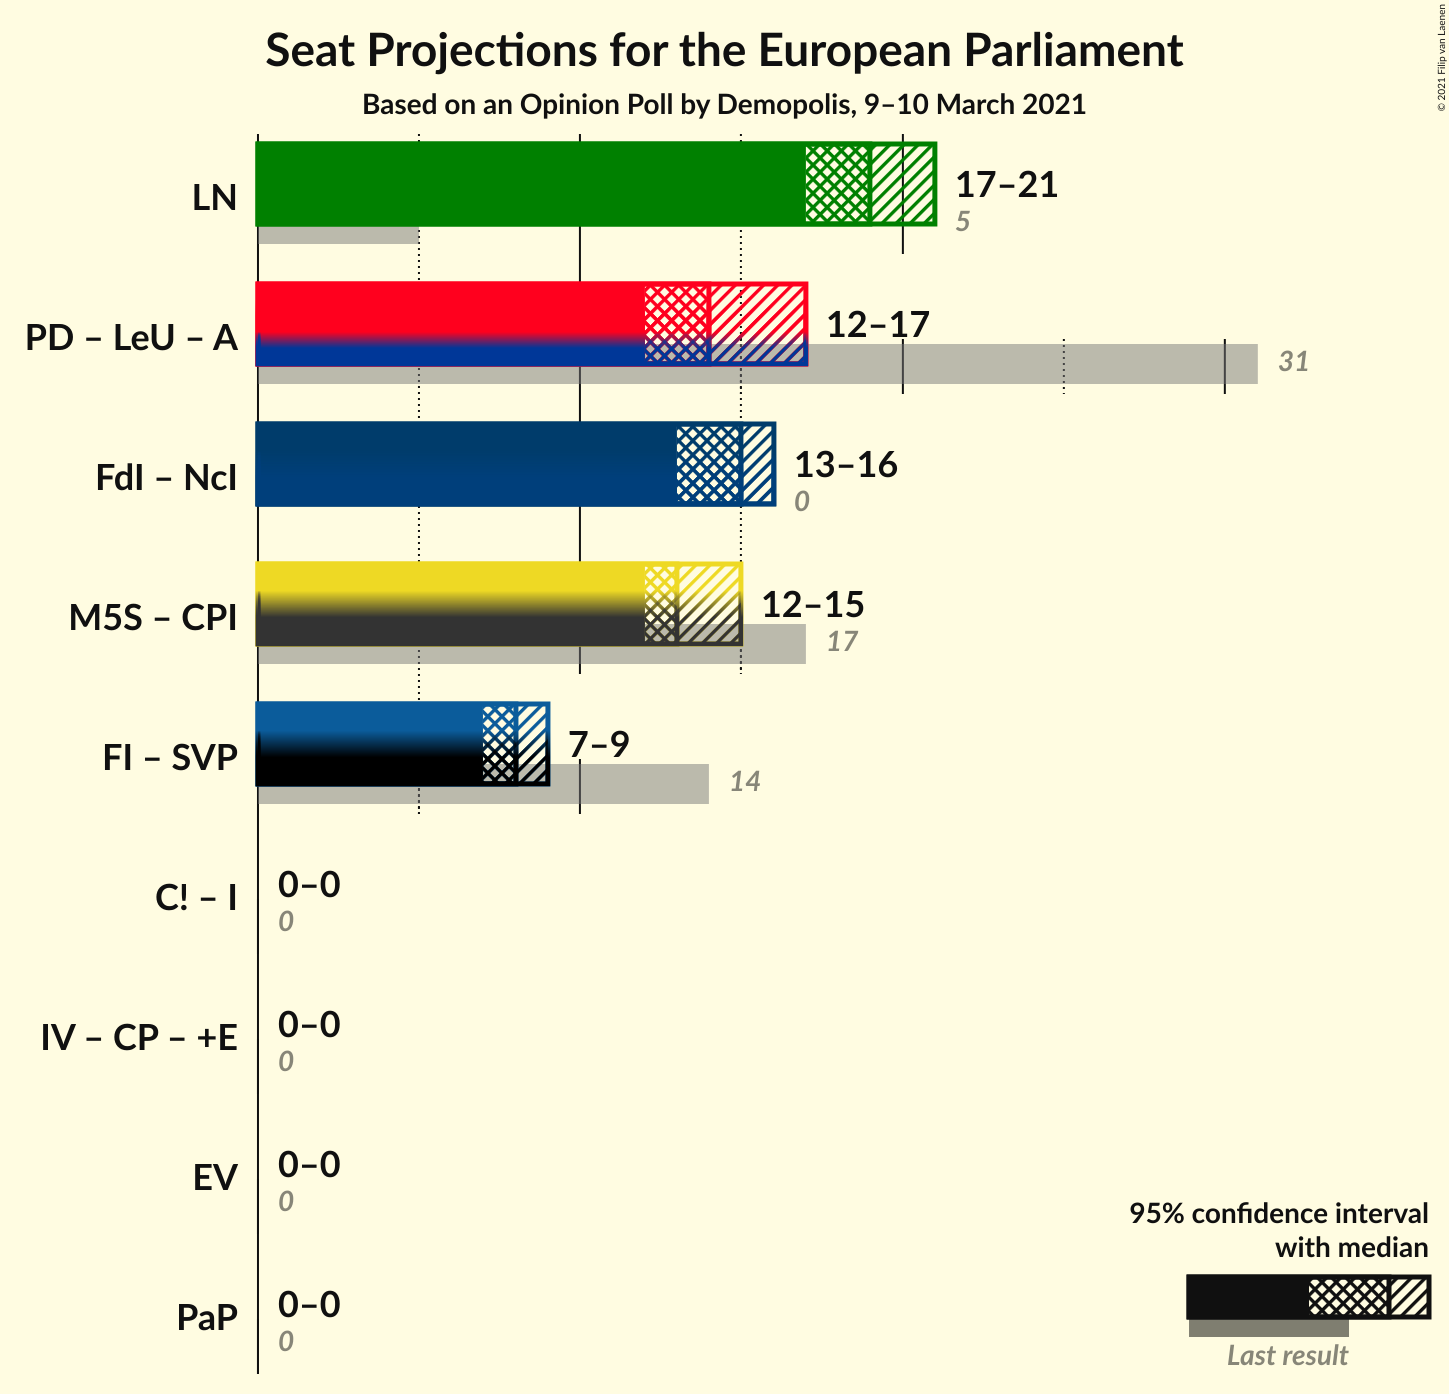 Seat Projections for the European Parliament
Based on an Opinion Poll by Demopolis, 9–10 March 2021
© 2021 Filip van Laenen
LN
17–21
5
PD – LeU – A
12–17
31
FdI – NcI
13–16
0
M5S – CPI
12–15
17
FI – SVP
7–9
14
C! – I
0–0
0
IV – CP – +E
0–0
0
EV
0–0
0
PaP
0–0
0
95% confidence interval
with median
Last result